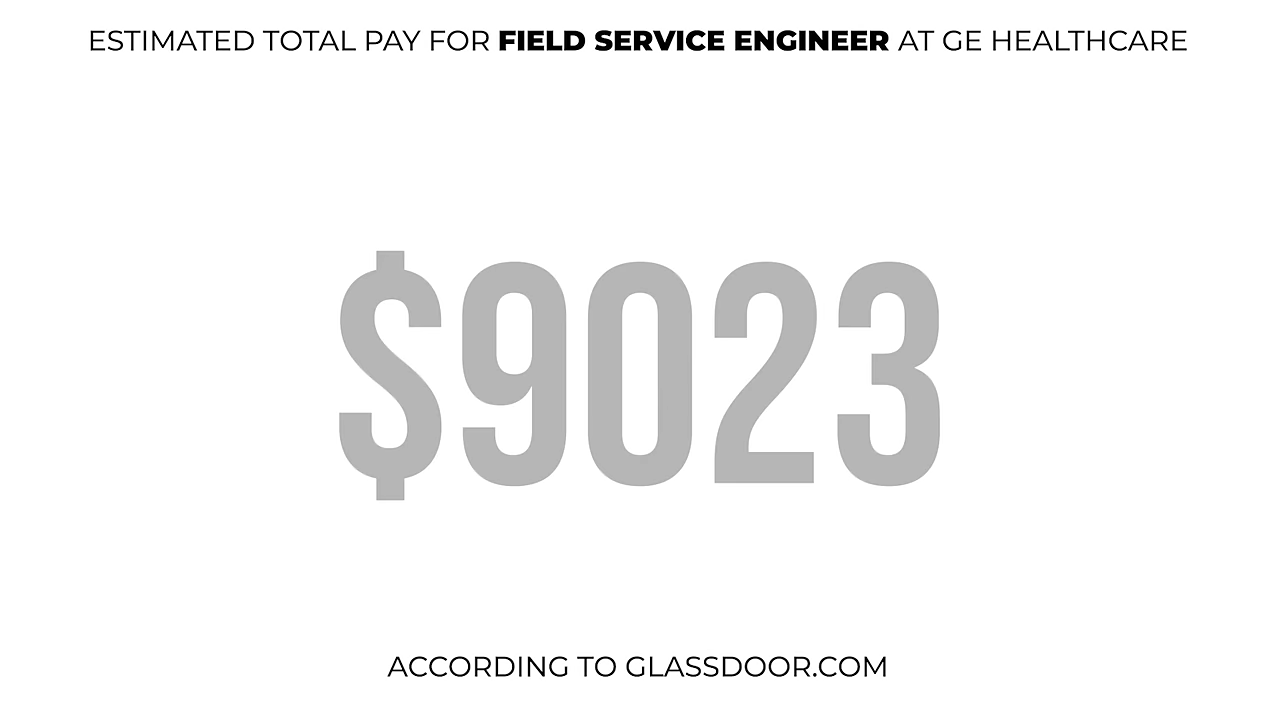 ESTIMATED TOTAL PAY FOR FIELD SERVICE ENGINEER AT GE HEALTHCARE
$9023
ACCORDING TO GLASSDOOR.COM